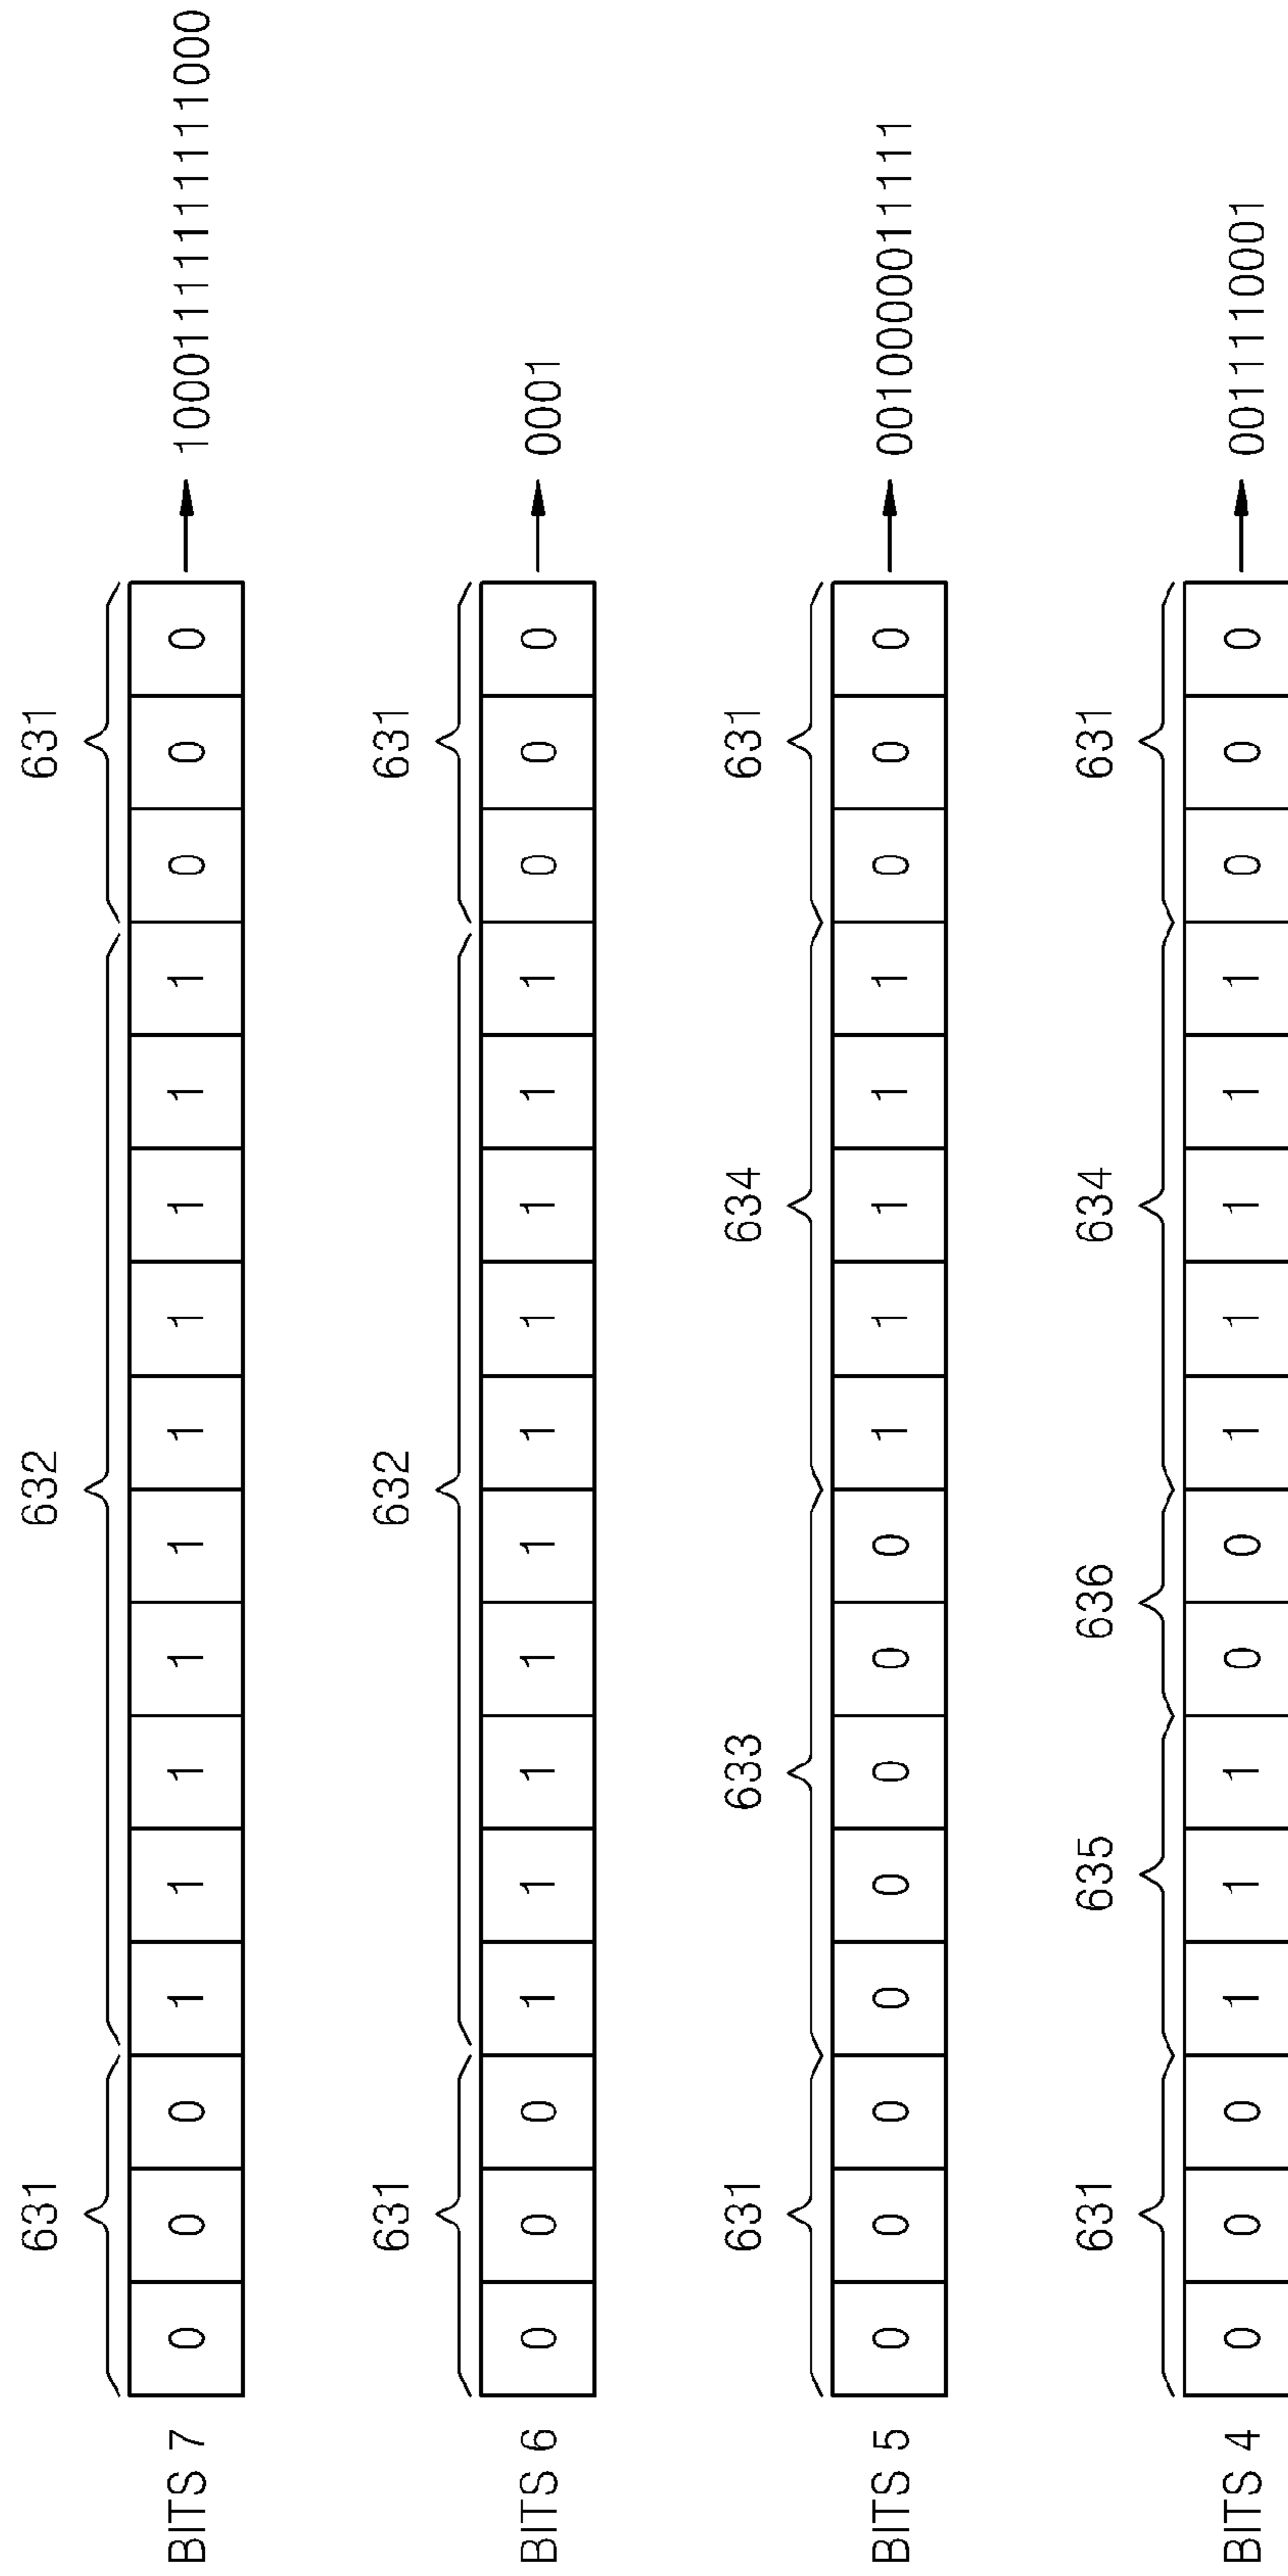 631 632 631
BITS 7 0 0 0 1 1 1 1 1 1 1 1 1 1 0 0 0 10001111111111000
631 632 631
BITS 6 0 0 0 1 1 1 1 1 1 1 1 1 1 0 0 0 0001
631 633 634 631
BITS 5 0 0 0 0 0 0 0 0 1 1 1 1 1 0 0 0 0010000011111
631 635 636 634 631
BITS 4 0 0 0 1 1 1 0 0 1 1 1 1 1 0 0 0 0011110001